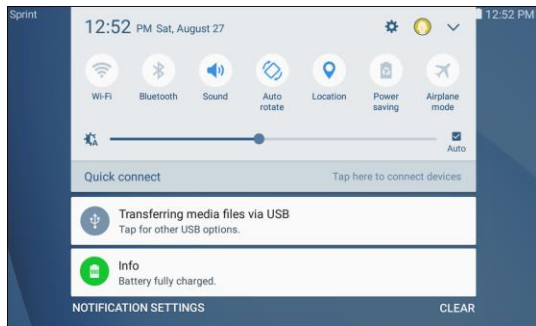 Sprint
12:52 PM
12:52 PM Sat, August 27
Wi-Fi
Bluetooth
Sound
Auto
rotate
Location
Power
saving
Airplane
mode
A
Auto
Quick connect
Tap here to connect devices
Transferring media files via USB
Tap for other USB options.
Info
Battery fully charged.
NOTIFICATION SETTINGS
CLEAR